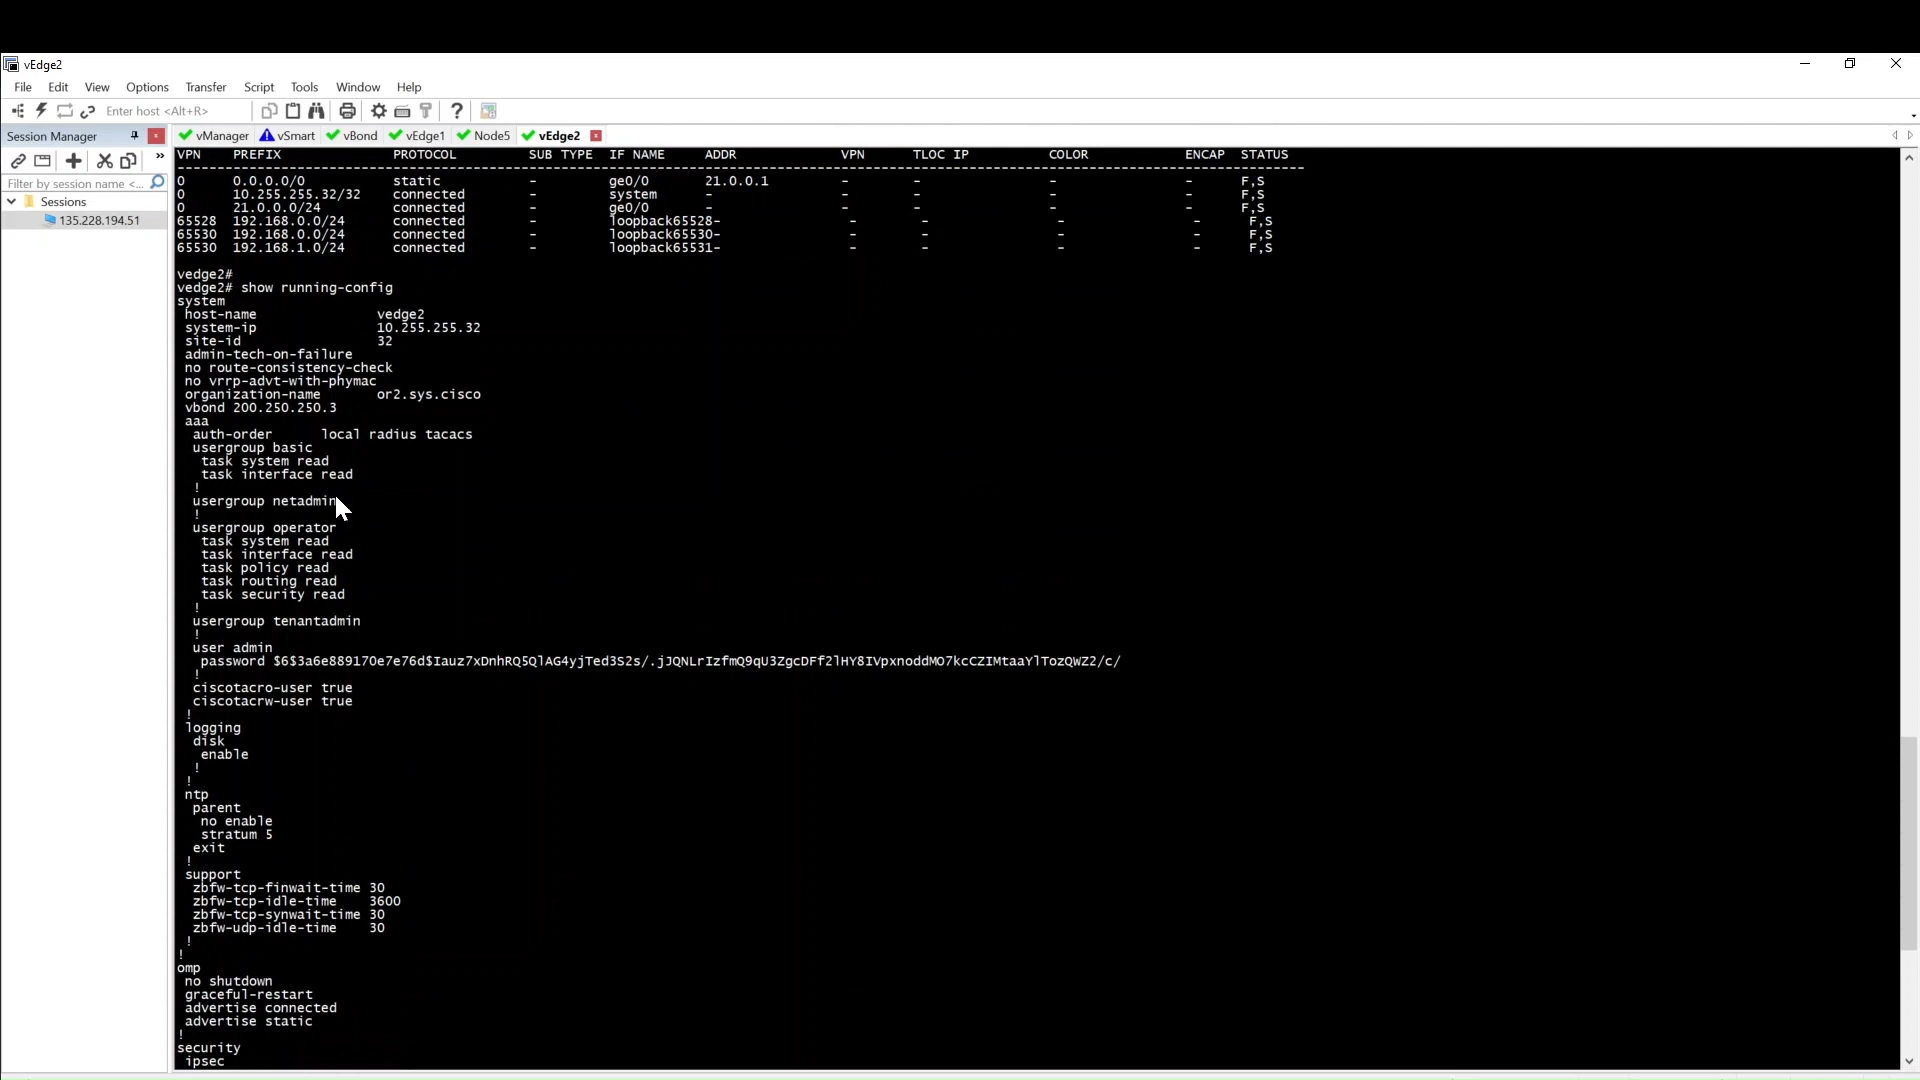 vEdge2
File Edit View Options Transfer Script Tools Window Help
Enter host <Alt+R>
Session Manager
vManager vSmart vBond vEdge1 Node5 vEdge2
Filter by session name <...
Sessions
135.228.194.51
VPN PREFIX PROTOCOL SUB TYPE IF NAME ADDR VPN TLOC IP COLOR ENCAP STATUS
0 0.0.0.0/0 static - ge0/0 21.0.0.1 - - - - F,S
0 10.255.255.32/32 connected - system - - - - - F,S
0 21.0.0.0/24 connected - ge0/0 - - - - - F,S
65528 192.168.0.0/24 connected - loopback65528- - - - - F,S
65530 192.168.0.0/24 connected - loopback65530- - - - - F,S
65530 192.168.1.0/24 connected - loopback65531- - - - - F,S
vedge2#
vedge2# show running-config
system
host-name vedge2
system-ip 10.255.255.32
site-id 32
admin-tech-on-failure
no route-consistency-check
no vrrp-advt-with-phymac
organization-name or2.sys.cisco
vbond 200.250.250.3
aaa
auth-order local radius tacacs
usergroup basic
task system read
task interface read
!
usergroup netadmin
!
usergroup operator
task system read
task interface read
task policy read
task routing read
task security read
!
usergroup tenantadmin
!
user admin
password $6$3a6e889170e7e76d$Iauz7xDnhRQ5QlAG4yjTed3S2s/.jJQNLrIzfmQ9qU3ZgcDFf2lHY8IVpxnoddMO7kcCZIMtaaYlTozQWZ2/c/
!
ciscotacro-user true
ciscotacrw-user true
!
logging
disk
enable
!
!
ntp
parent
no enable
stratum 5
exit
!
support
zbfw-tcp-finwait-time 30
zbfw-tcp-idle-time 3600
zbfw-tcp-synwait-time 30
zbfw-udp-idle-time 30
!
!
omp
no shutdown
graceful-restart
advertise connected
advertise static
!
security
ipsec